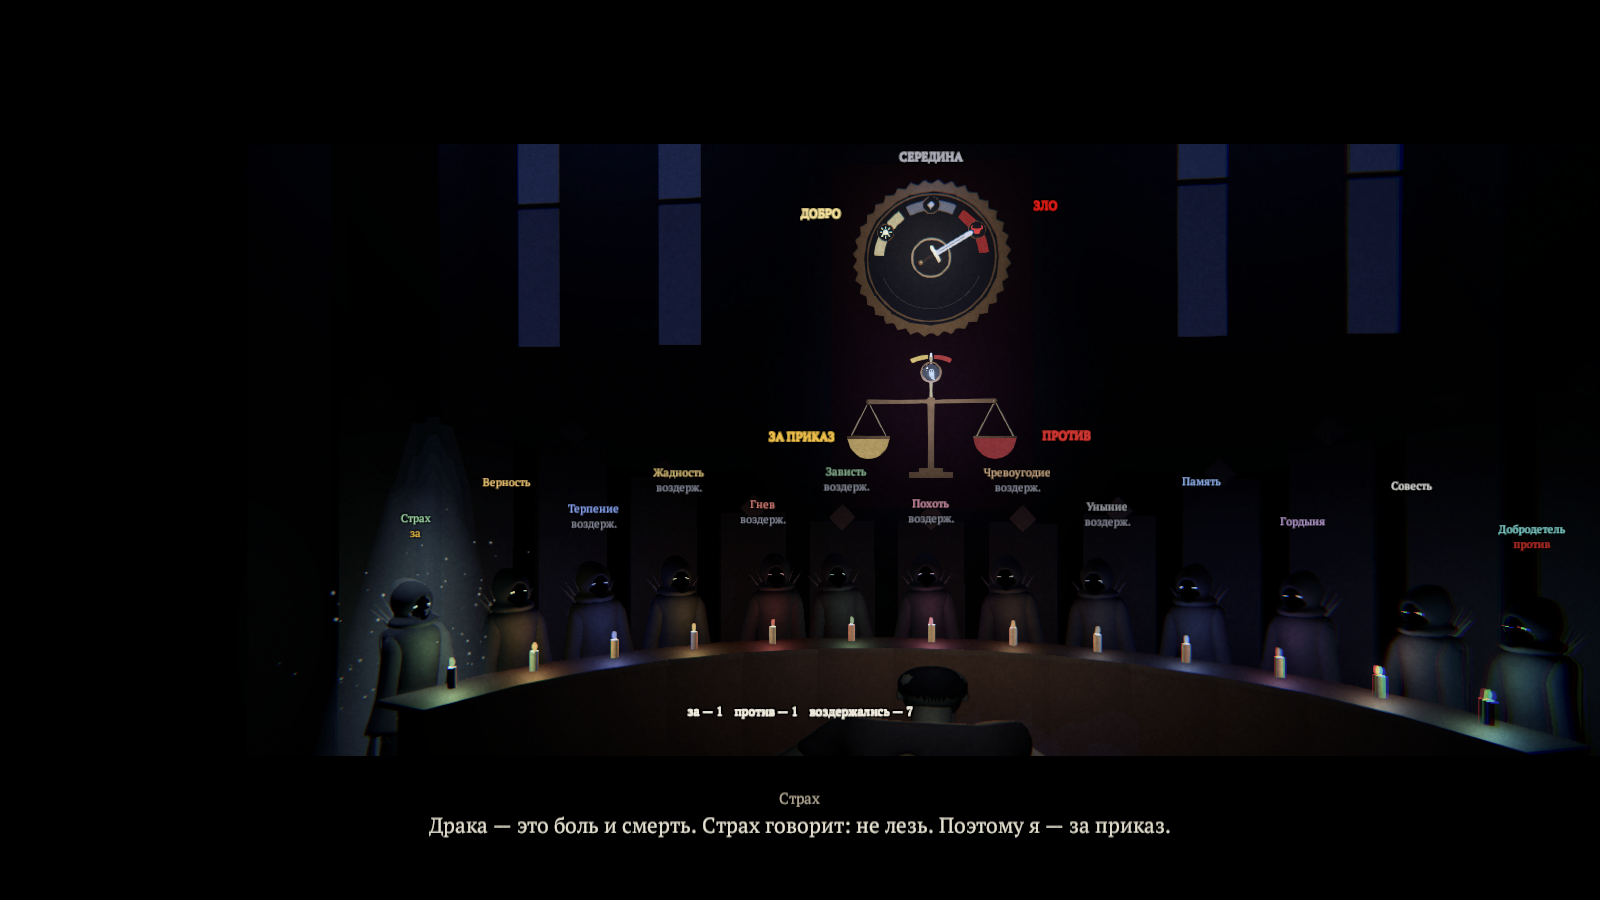 СЕРЕДИНА
ДОБРО
ЗЛО
ЗА ПРИКАЗ
ПРОТИВ
Страх
за
Верность
Терпение
воздерж.
Жадность
воздерж.
Гнев
воздерж.
Зависть
воздерж.
Похоть
воздерж.
Чревоугодие
воздерж.
Уныние
воздерж.
Память
Гордыня
Совесть
Добродетель
против
за — 1 против — 1 воздержались — 7
Страх
Драка — это боль и смерть. Страх говорит: не лезь. Поэтому я — за приказ.